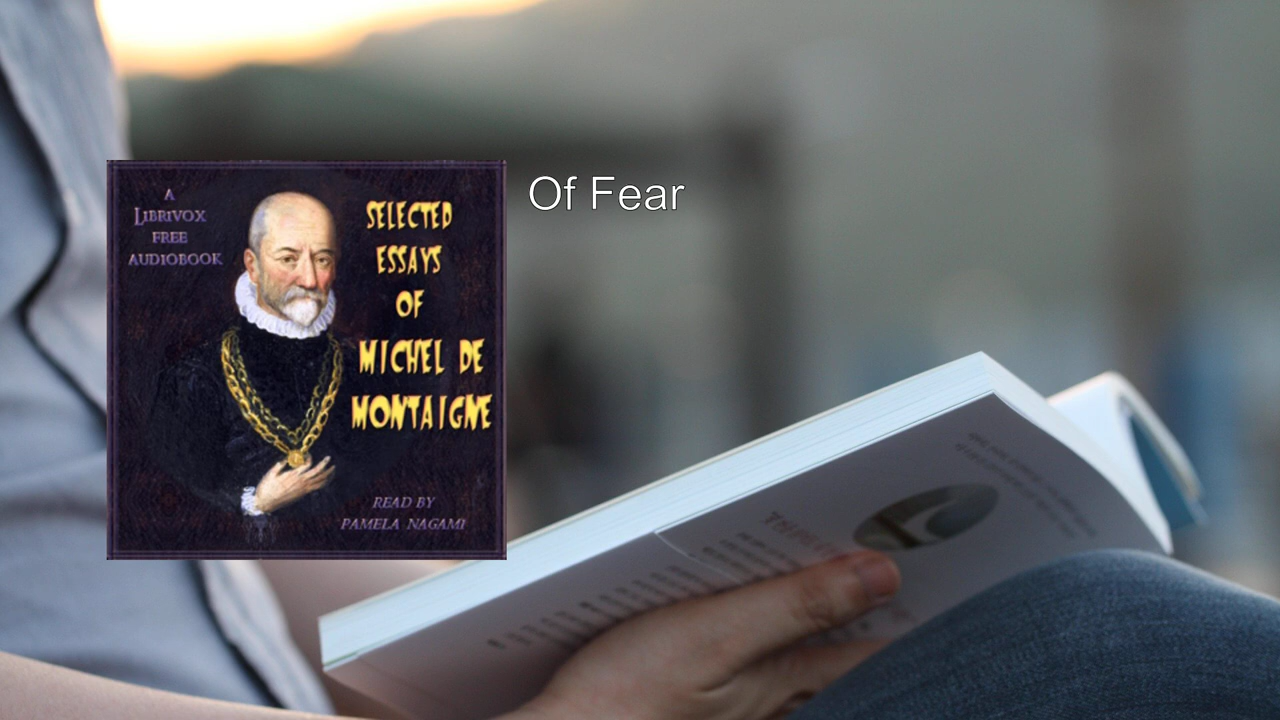 A
LIBRIVOX
FREE
AUDIOBOOK
SELECTED
ESSAYS
OF
MICHEL DE
MONTAIGNE
READ BY
PAMELA NAGAMI
Of Fear